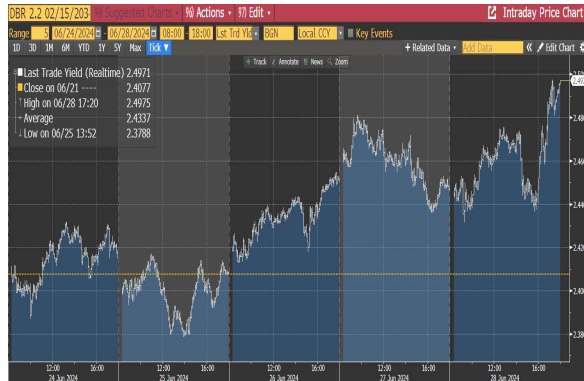 DBR 2.2 02/15/203 Suggested Charts 96) Actions 97) Edit Intraday Price Chart
Range 5 06/24/2024 - 06/28/2024 08:00 - 18:00 Lst Trd Yld BGN Local CCY Key Events
1D 3D 1M 6M YTD 1Y 5Y Max Tick ▼ + Related Data Add Data « Edit Chart
+ Track Annotate News Zoom
Last Trade Yield (Realtime) 2.4971
Close on 06/21 ---- 2.4077
High on 06/28 17:20 2.4975
Average 2.4337
Low on 06/25 13:52 2.3788
2.48
2.46
2.44
2.42
2.40
2.38
12:00 16:00 12:00 16:00 12:00 16:00 12:00 16:00 12:00 16:00
24 Jun 2024 25 Jun 2024 26 Jun 2024 27 Jun 2024 28 Jun 2024